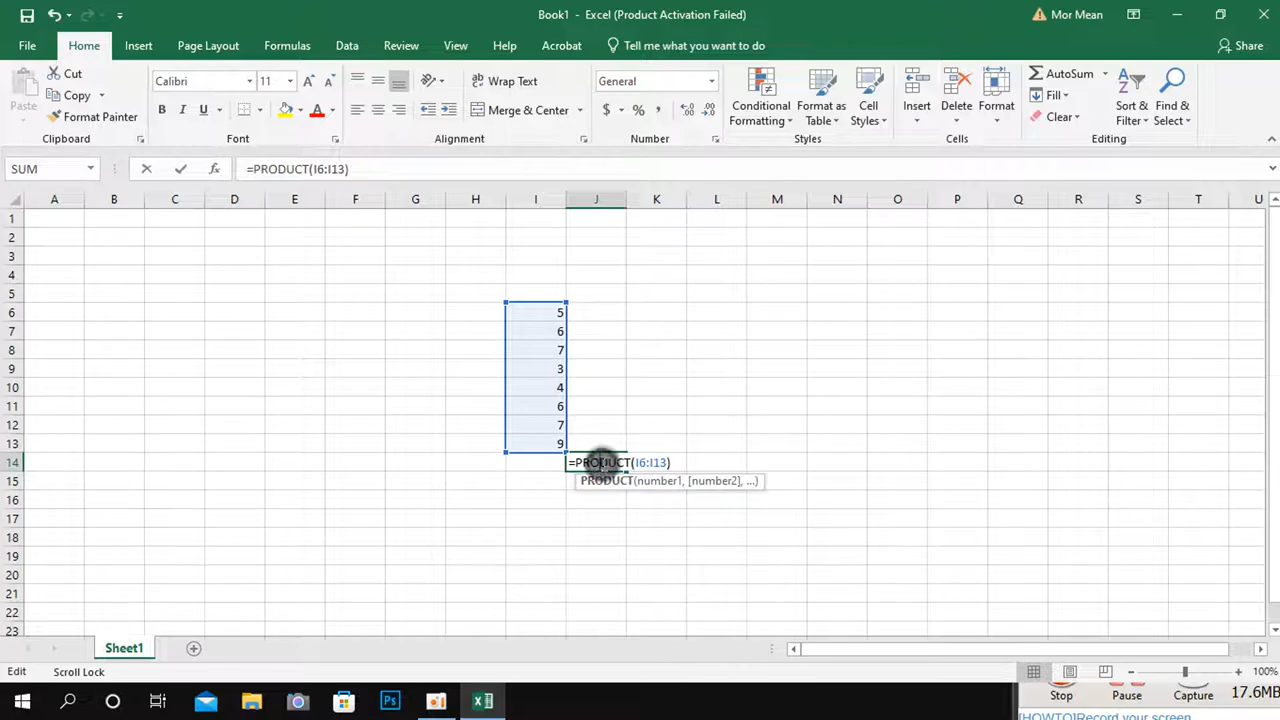 Book1 - Excel (Product Activation Failed)
Mor Mean
File Home Insert Page Layout Formulas Data Review View Help Acrobat Tell me what you want to do Share
Paste
Cut
Copy
Format Painter
Clipboard
Calibri 11
B I U
Font
Wrap Text
Merge & Center
Alignment
General
$ %
Number
Conditional Formatting
Format as Table
Cell Styles
Styles
Insert
Delete
Format
Cells
AutoSum
Fill
Clear
Sort & Filter
Find & Select
Editing
SUM fx =PRODUCT(I6:I13)
A B C D E F G H I J K L M N O P Q R S T U
1
2
3
4
5
6 5
7 6
8 7
9 3
10 4
11 6
12 7
13 9
14 =PRODUCT(I6:I13)
15 PRODUCT(number1, [number2], ...)
16
17
18
19
20
21
22
23
Sheet1
Edit Scroll Lock 100%
Stop Pause Capture 17.6MB
[HOWTO]Record your screen